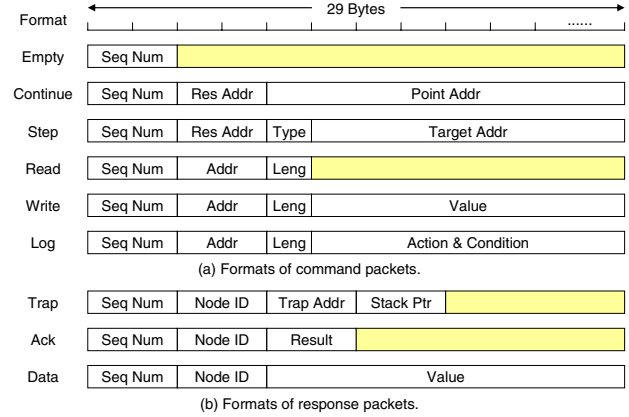 Format 29 Bytes ......
Empty Seq Num
Continue Seq Num Res Addr Point Addr
Step Seq Num Res Addr Type Target Addr
Read Seq Num Addr Leng
Write Seq Num Addr Leng Value
Log Seq Num Addr Leng Action & Condition
(a) Formats of command packets.
Trap Seq Num Node ID Trap Addr Stack Ptr
Ack Seq Num Node ID Result
Data Seq Num Node ID Value
(b) Formats of response packets.